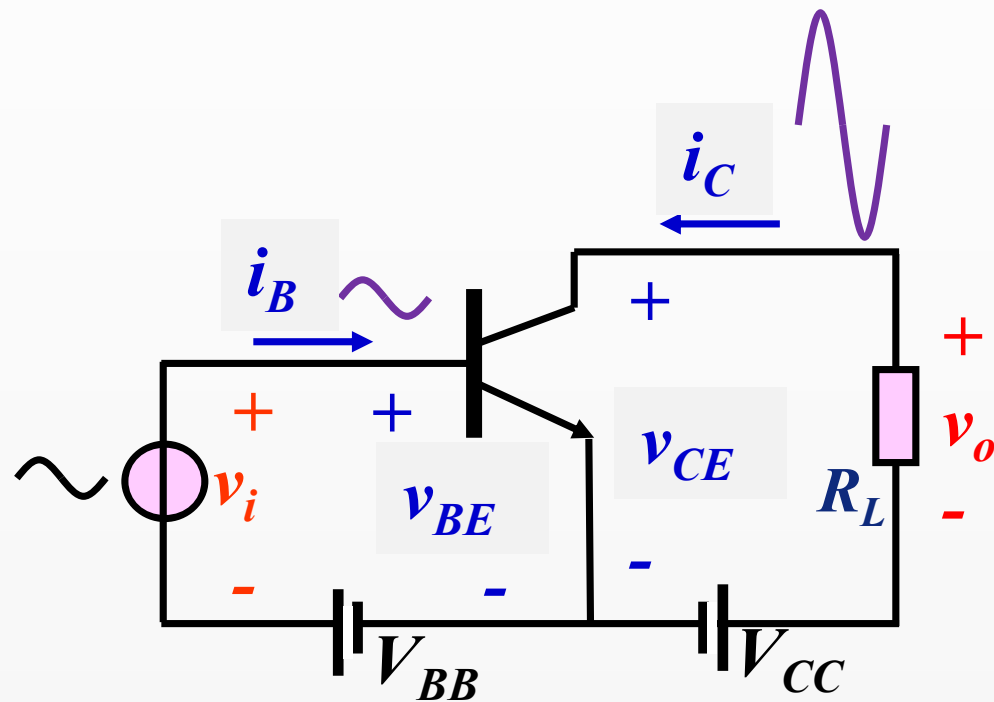 i_C
i_B
+
+
+
+
v_i
v_BE
v_CE
R_L
v_o
-
-
-
-
V_BB
V_CC